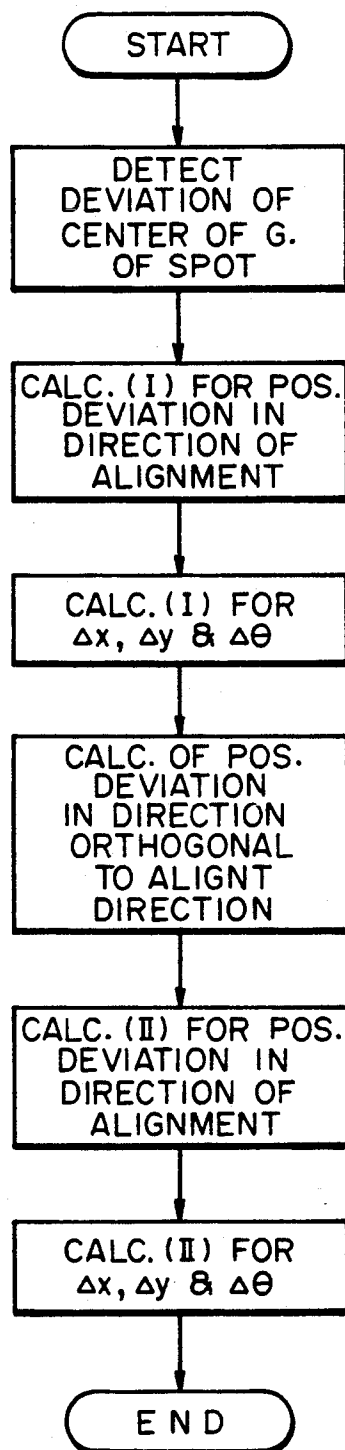 START
DETECT
DEVIATION OF
CENTER OF G.
OF SPOT
CALC. (I) FOR POS.
DEVIATION IN
DIRECTION OF
ALIGNMENT
CALC. (I) FOR
Δx, Δy & Δθ
CALC. OF POS.
DEVIATION
IN DIRECTION
ORTHOGONAL
TO ALIGNT
DIRECTION
CALC. (II) FOR POS.
DEVIATION IN
DIRECTION OF
ALIGNMENT
CALC. (II) FOR
Δx, Δy & Δθ
END